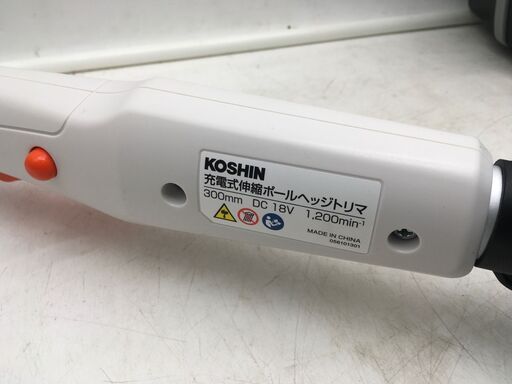 KOSHIN
充電式伸縮ポールヘッジトリマ
300mm DC 18V 1,200min⁻¹
MADE IN CHINA
056101301